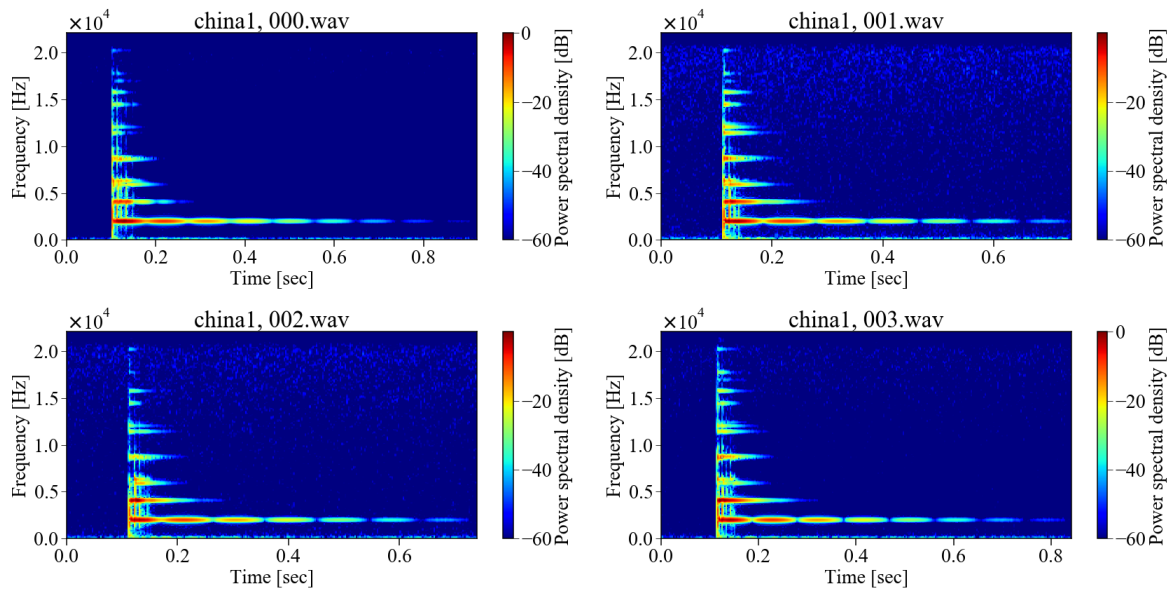 china1, 000.wav
×10⁴
Frequency [Hz]
2.0
1.5
1.0
0.5
0.0
0.0 0.2 0.4 0.6 0.8
Time [sec]
0
−20
−40
−60
Power spectral density [dB]
china1, 001.wav
×10⁴
Frequency [Hz]
2.0
1.5
1.0
0.5
0.0
0.0 0.2 0.4 0.6
Time [sec]
−20
−40
−60
Power spectral density [dB]
china1, 002.wav
×10⁴
Frequency [Hz]
2.0
1.5
1.0
0.5
0.0
0.0 0.2 0.4 0.6
Time [sec]
−20
−40
−60
Power spectral density [dB]
china1, 003.wav
×10⁴
Frequency [Hz]
2.0
1.5
1.0
0.5
0.0
0.0 0.2 0.4 0.6 0.8
Time [sec]
0
−20
−40
−60
Power spectral density [dB]